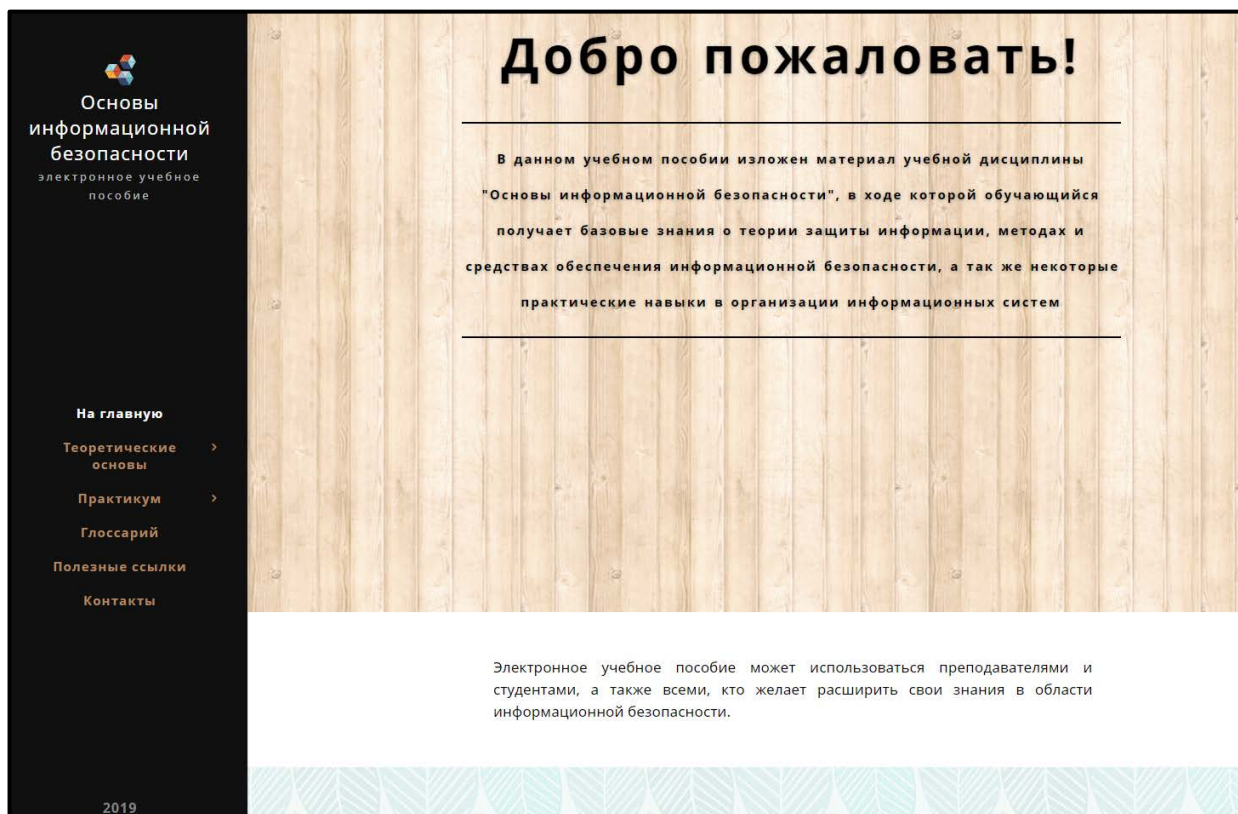 Основы
информационной
безопасности
электронное учебное
пособие
На главную
Теоретические
основы
Практикум
Глоссарий
Полезные ссылки
Контакты
2019
Добро пожаловать!
В данном учебном пособии изложен материал учебной дисциплины
"Основы информационной безопасности", в ходе которой обучающийся
получает базовые знания о теории защиты информации, методах и
средствах обеспечения информационной безопасности, а так же некоторые
практические навыки в организации информационных систем
Электронное учебное пособие может использоваться преподавателями и
студентами, а также всеми, кто желает расширить свои знания в области
информационной безопасности.